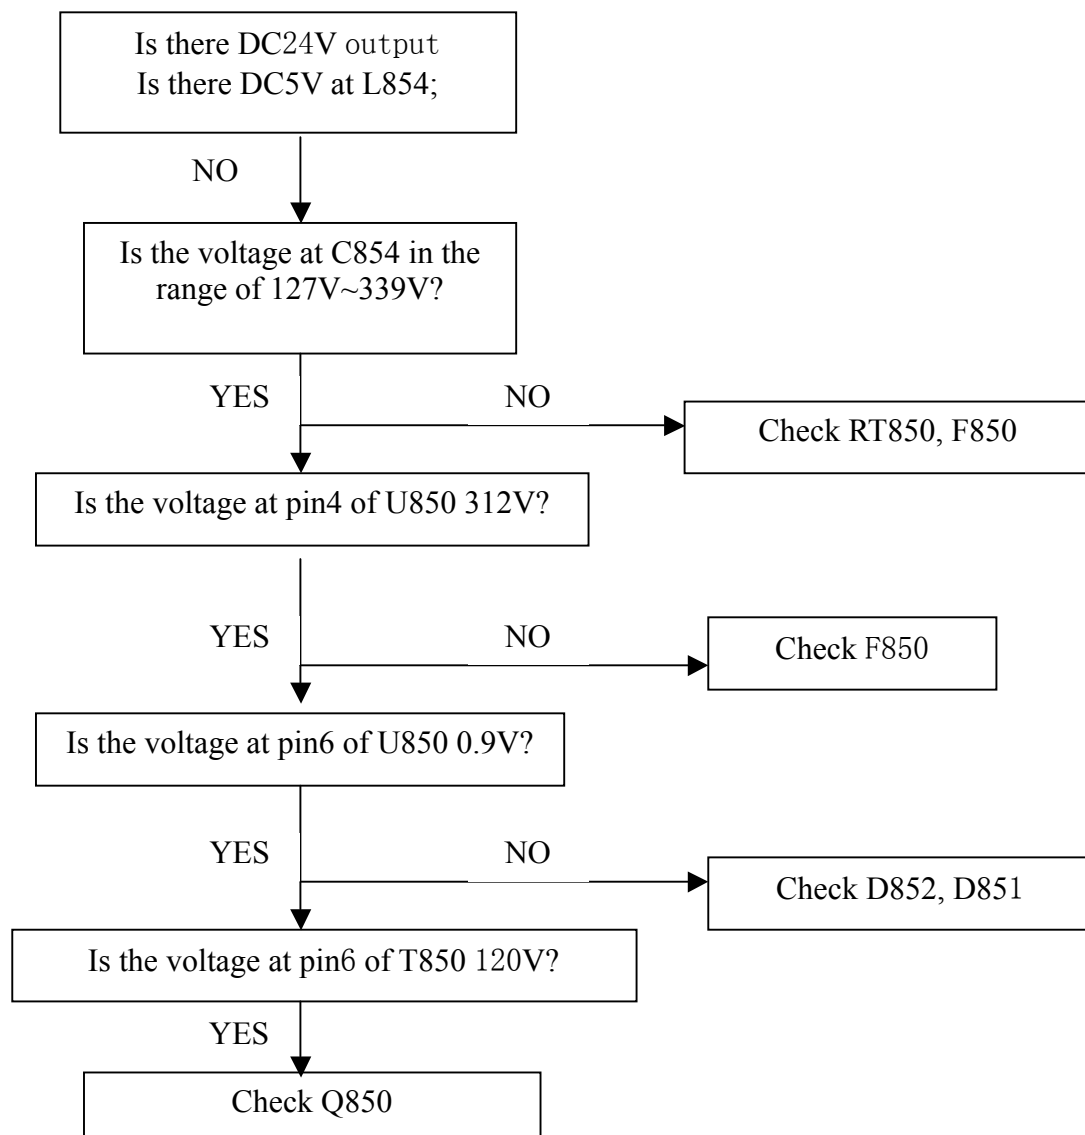 Is there DC24V output
Is there DC5V at L854;
NO
Is the voltage at C854 in the
range of 127V~339V?
YES
NO
Check RT850, F850
Is the voltage at pin4 of U850 312V?
YES
NO
Check F850
Is the voltage at pin6 of U850 0.9V?
YES
NO
Check D852, D851
Is the voltage at pin6 of T850 120V?
YES
Check Q850